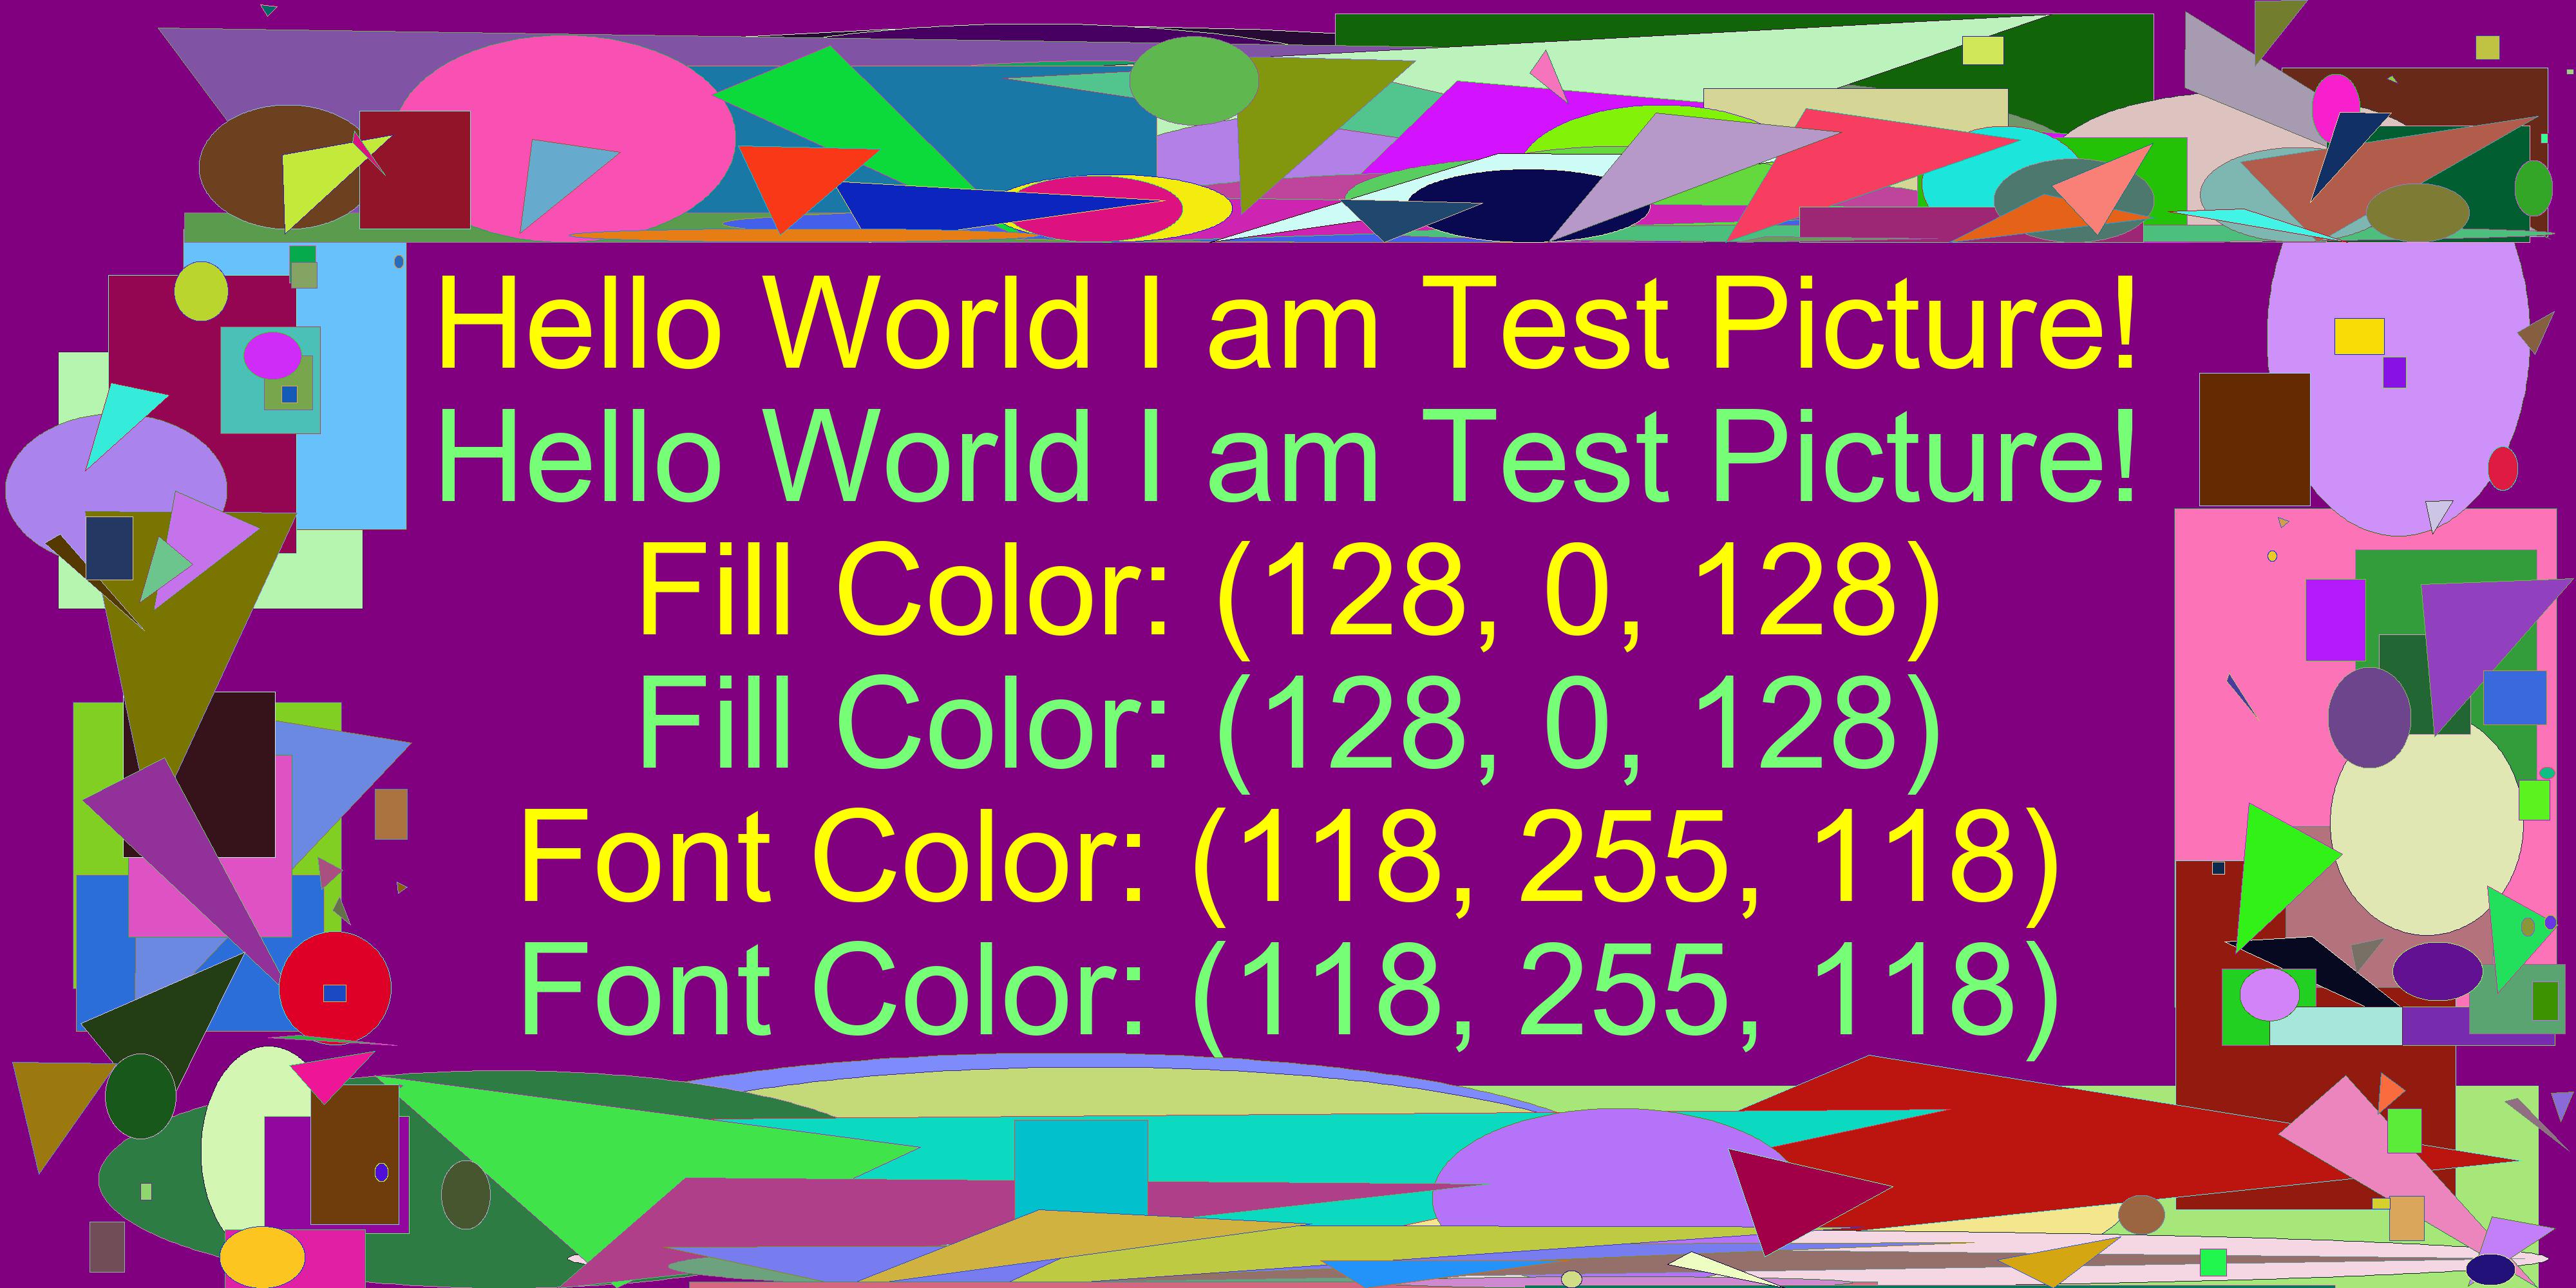 Hello World I am Test Picture!
Hello World I am Test Picture!
Fill Color: (128, 0, 128)
Fill Color: (128, 0, 128)
Font Color: (118, 255, 118)
Font Color: (118, 255, 118)